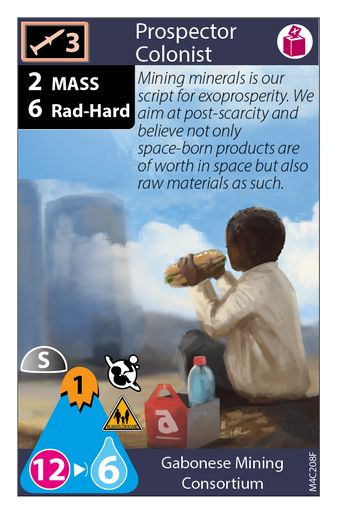 3
Prospector
Colonist
2 MASS
6 Rad-Hard
Mining minerals is our
script for exoprosperity. We
aim at post-scarcity and
believe not only
space-born products are
of worth in space but also
raw materials as such.
S
1
12 6
a
Gabonese Mining
Consortium
M4C208F